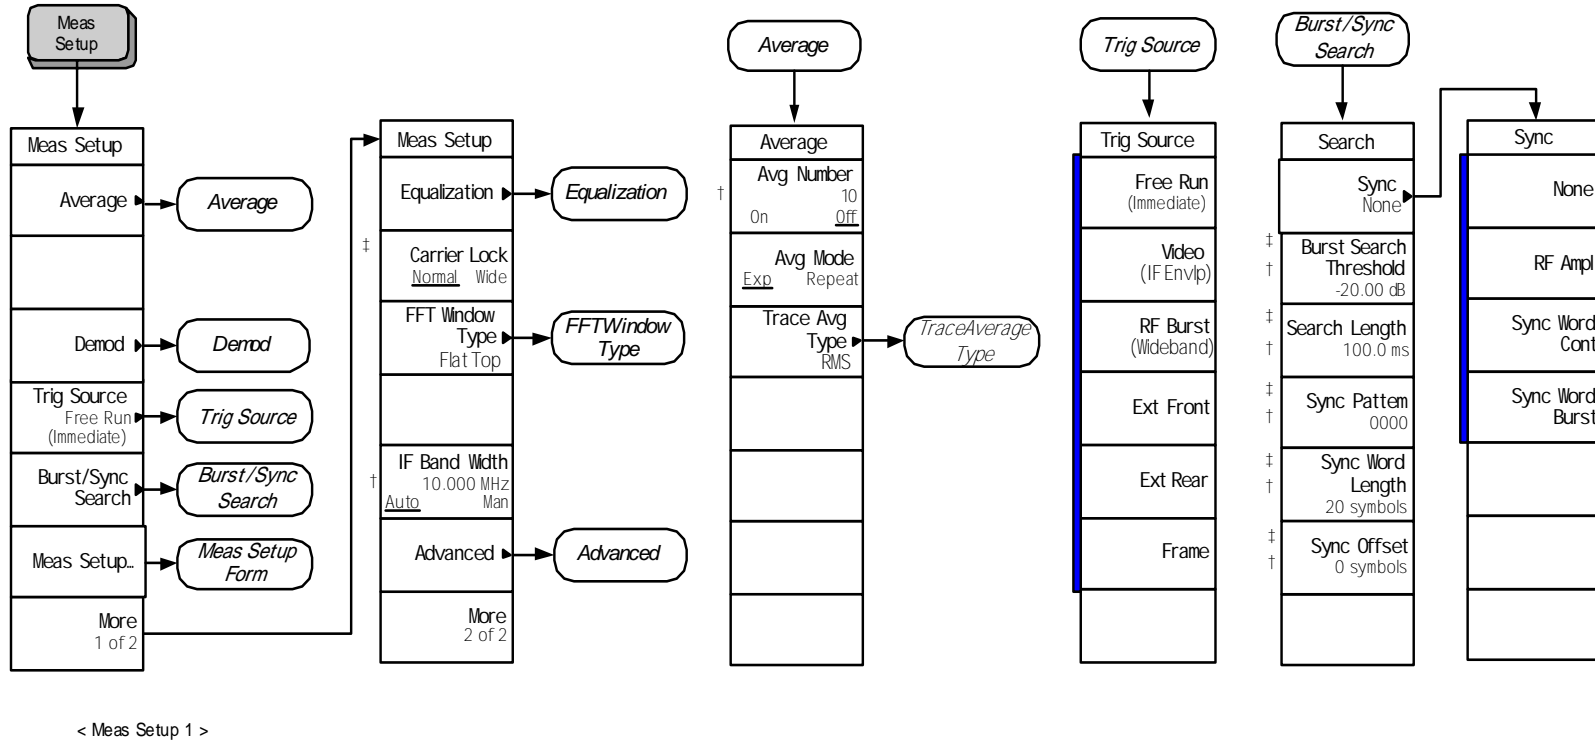 Meas
Setup
Meas Setup
Average
Average
Demod
Demod
Trig Source
Free Run
(Immediate)
Trig Source
Burst/Sync
Search
Burst/Sync
Search
Meas Setup...
Meas Setup
Form
More
1 of 2
Meas Setup
Equalization
Equalization
‡
Carrier Lock
Normal Wide
FFT Window
Type
Flat Top
FFTWindow
Type
†
IF Band Width
10.000 MHz
Auto Man
Advanced
Advanced
More
2 of 2
Average
Average
†
Avg Number
10
On Off
Avg Mode
Exp Repeat
Trace Avg
Type
RMS
TraceAverage
Type
Trig Source
Trig Source
Free Run
(Immediate)
Video
(IF Envlp)
RF Burst
(Wideband)
Ext Front
Ext Rear
Frame
Burst/Sync
Search
Search
Sync
None
‡
†
Burst Search
Threshold
-20.00 dB
‡
†
Search Length
100.0 ms
‡
†
Sync Pattern
0000
‡
†
Sync Word
Length
20 symbols
‡
†
Sync Offset
0 symbols
Sync
None
RF Ampl
Sync Word
Cont
Sync Word
Burst
< Meas Setup 1 >